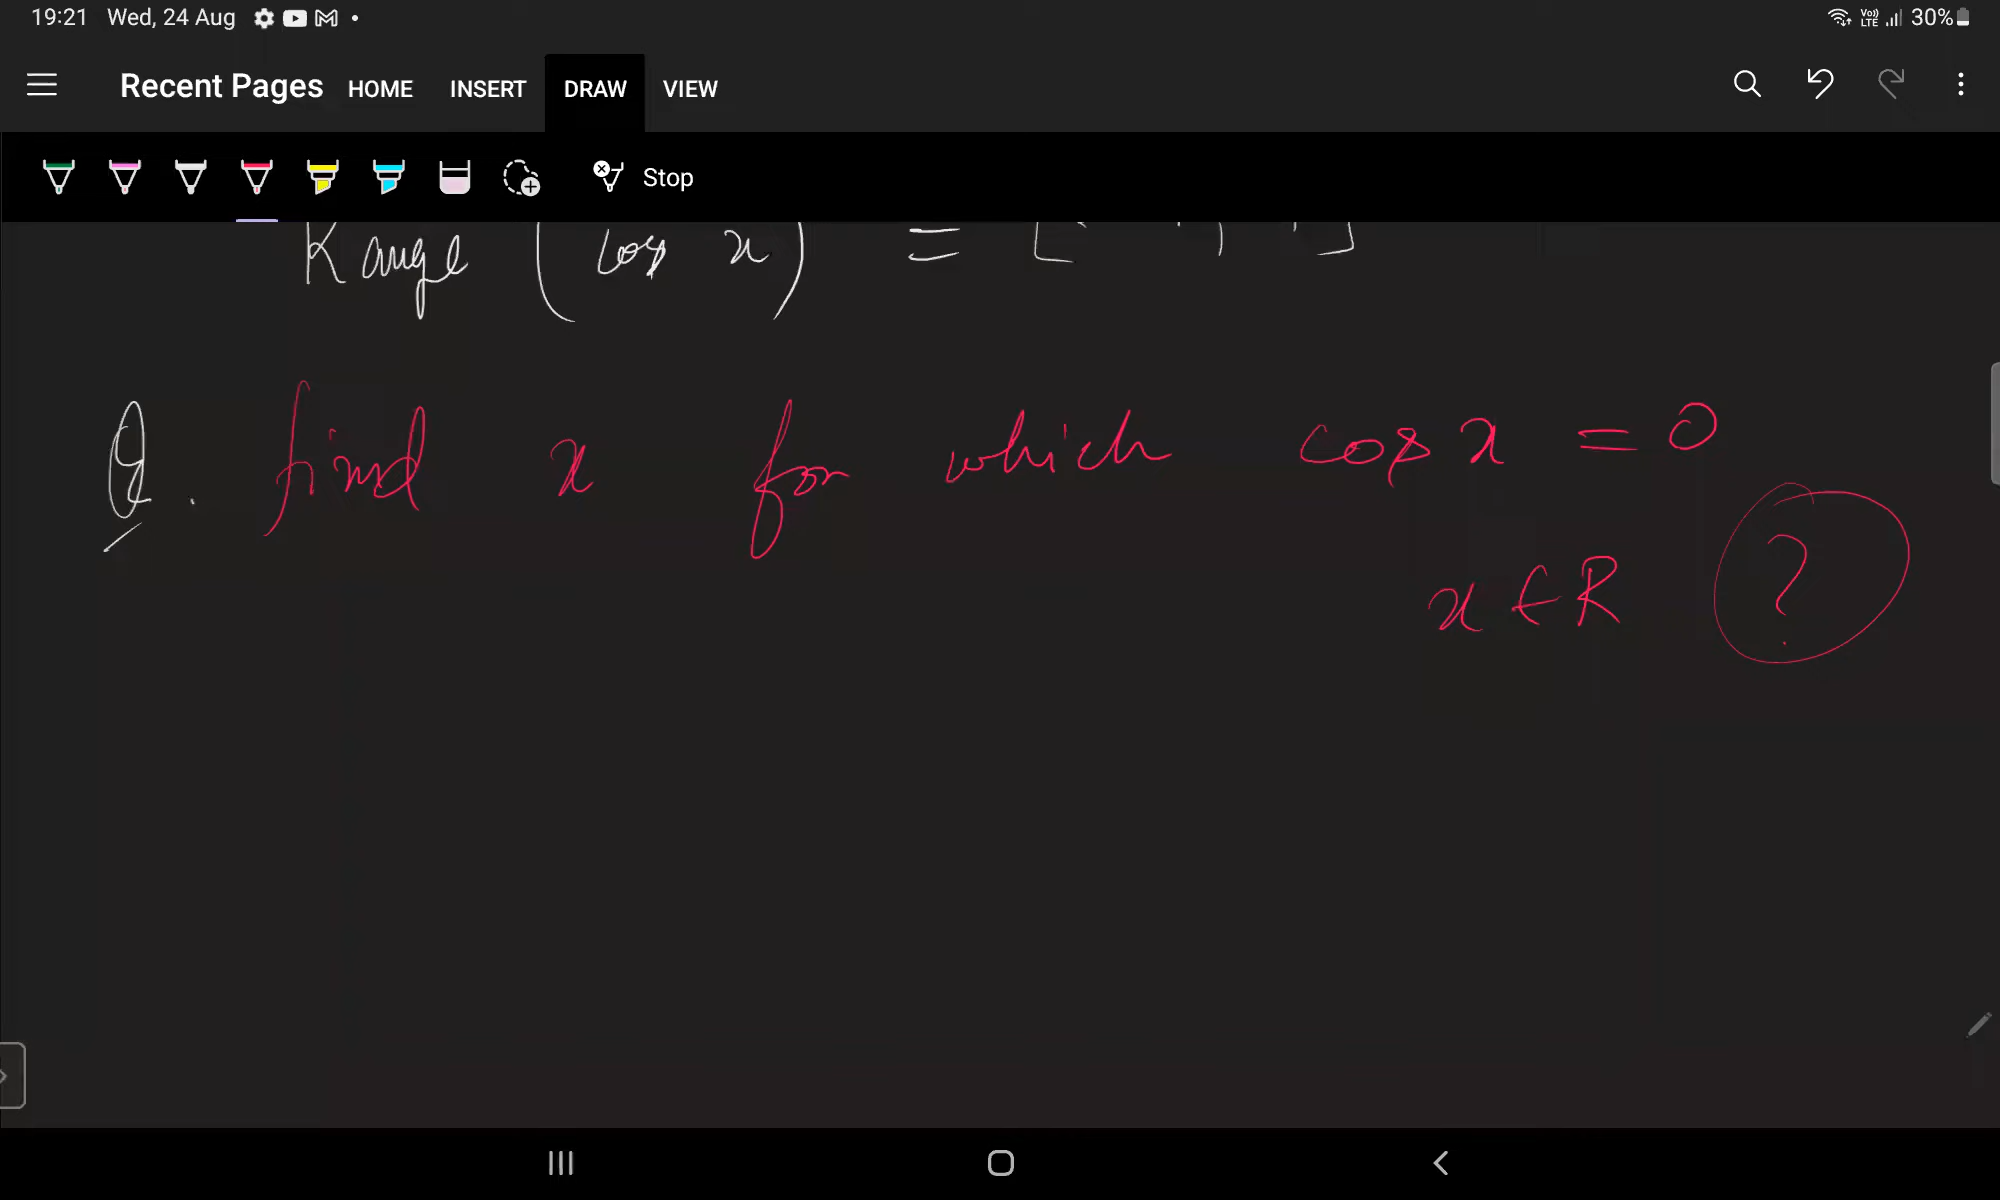 19:21 Wed, 24 Aug 30%
Recent Pages HOME INSERT DRAW VIEW
Stop
Range (cos x) = [ , 1]
Q. find x for which cos x = 0
x ∈ R ?